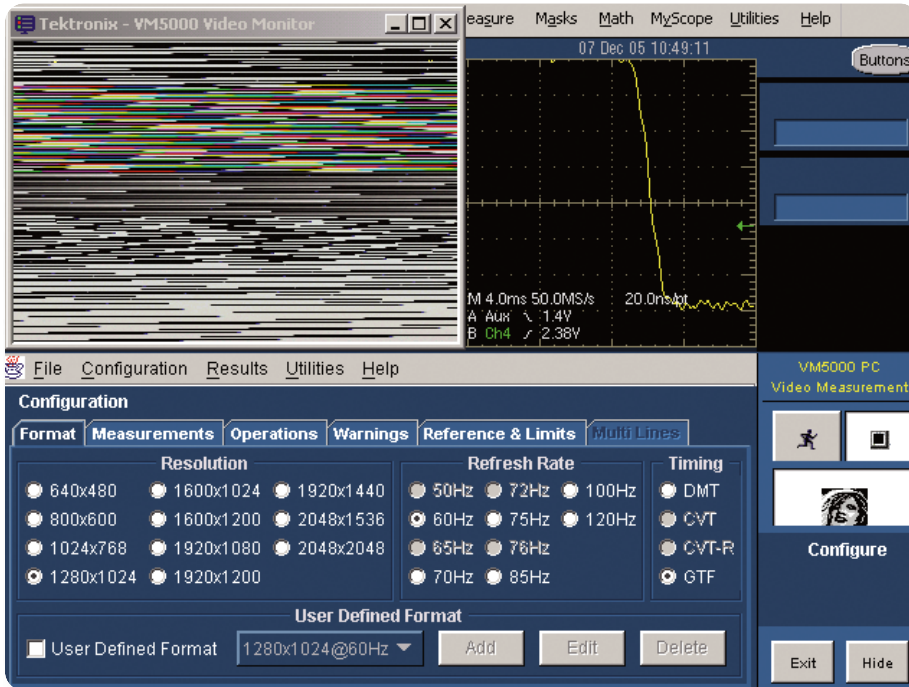 Tektronix - VM5000 Video Monitor
easure Masks Math MyScope Utilities Help
07 Dec 05 10:49:11
Buttons
M 4.0ms 50.0MS/s 20.0ns/pt
A Aux 1.4V
B Ch4 2.38V
File Configuration Results Utilities Help
VM5000 PC
Video Measurement
Configuration
Format Measurements Operations Warnings Reference & Limits Multi Lines
Resolution Refresh Rate Timing
640x480 1600x1024 1920x1440 50Hz 72Hz 100Hz DMT
800x600 1600x1200 2048x1536 60Hz 75Hz 120Hz CVT
1024x768 1920x1080 2048x2048 65Hz 76Hz CVT-R
1280x1024 1920x1200 70Hz 85Hz GTF
Configure
User Defined Format
User Defined Format 1280x1024@60Hz Add Edit Delete
Exit Hide